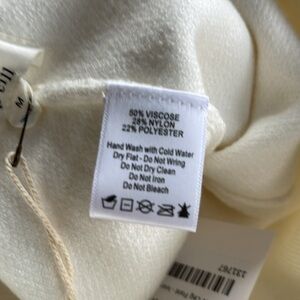 50% VISCOSE
28% NYLON
22% POLYESTER
Hand Wash with Cold Water
Dry Flat - Do Not Wring
Do Not Dry Clean
Do Not Iron
Do Not Bleach
M
131762